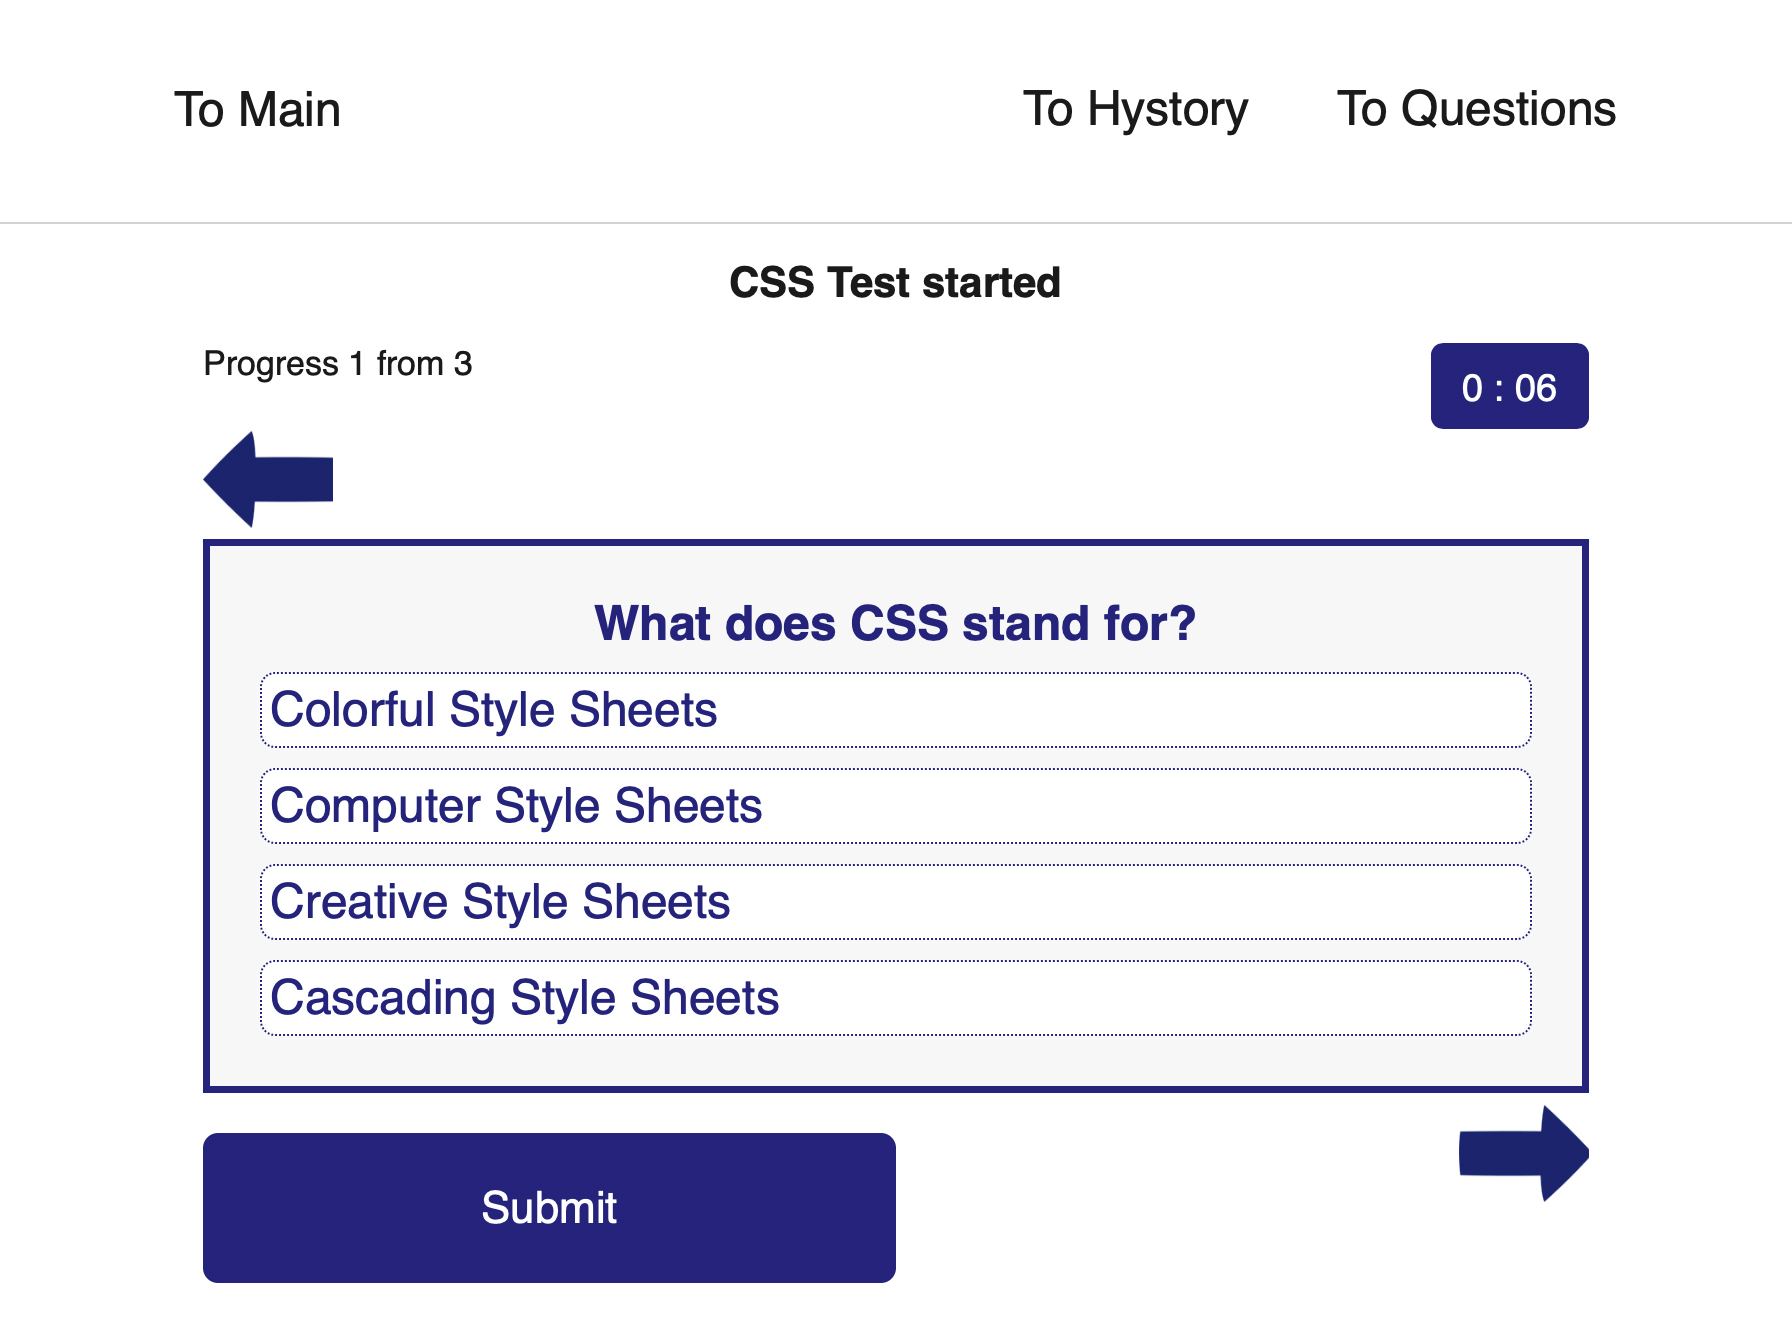 To Main
To Hystory
To Questions
CSS Test started
Progress 1 from 3
0 : 06
What does CSS stand for?
Colorful Style Sheets
Computer Style Sheets
Creative Style Sheets
Cascading Style Sheets
Submit